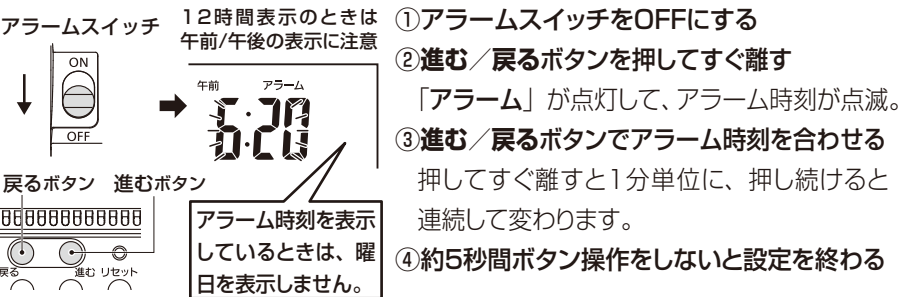 アラームスイッチ
ON
OFF
12時間表示のときは
午前/午後の表示に注意
午前
アラーム
6:20
戻るボタン
進むボタン
戻る
進む
リセット
アラーム時刻を表示
しているときは、曜
日を表示しません。
①アラームスイッチをOFFにする
②進む／戻るボタンを押してすぐ離す
「アラーム」が点灯して、アラーム時刻が点滅。
③進む／戻るボタンでアラーム時刻を合わせる
押してすぐ離すと1分単位に、押し続けると
連続して変わります。
④約5秒間ボタン操作をしないと設定を終わる